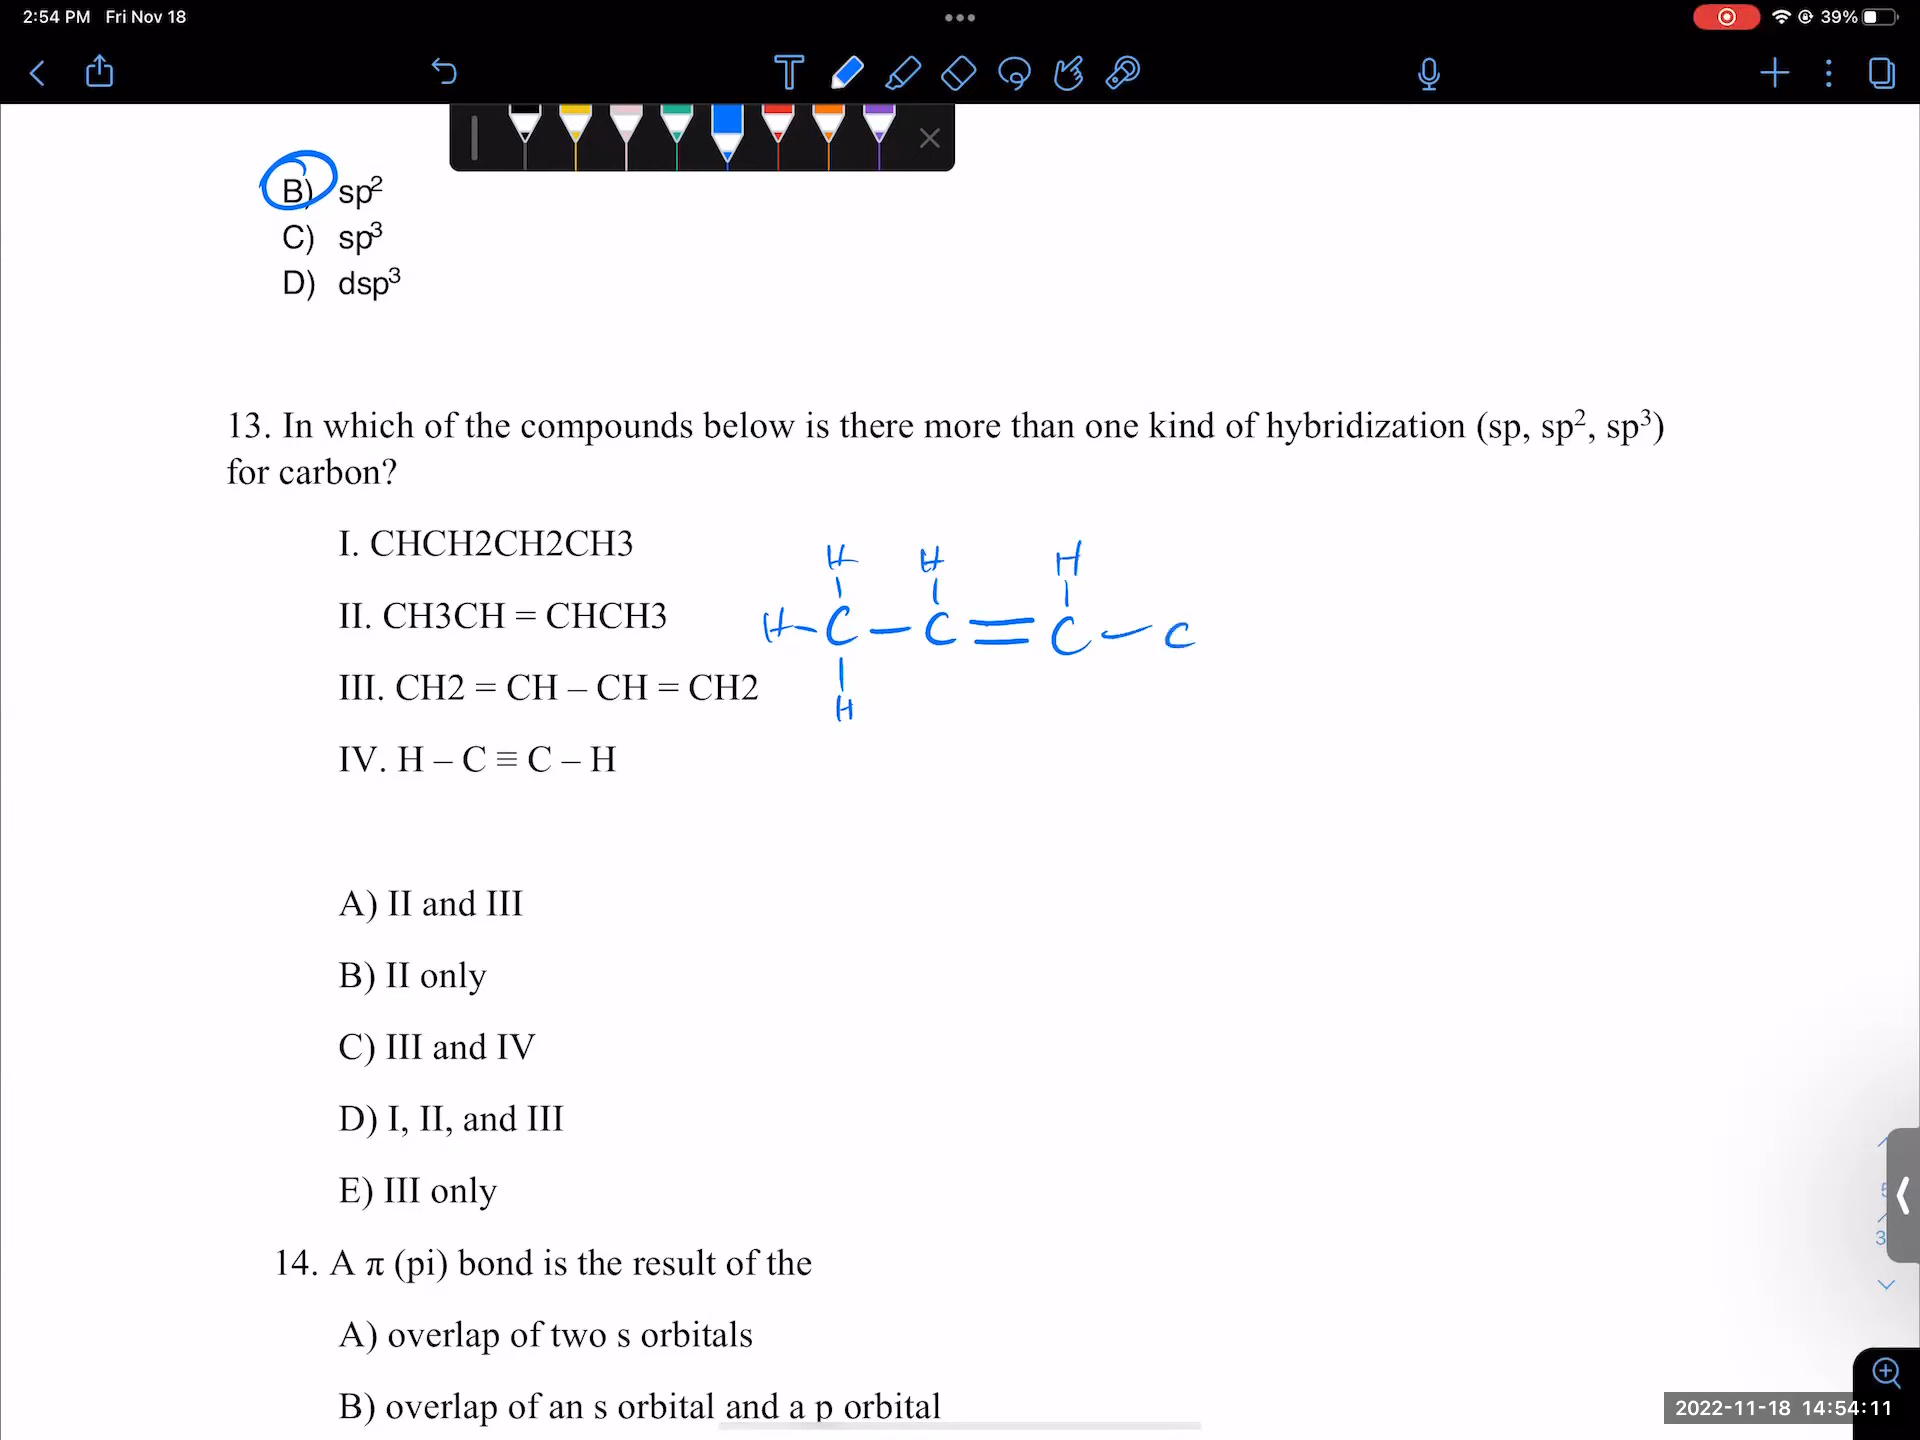 2:54 PM Fri Nov 18
39%
B) sp²
C) sp³
D) dsp³
13. In which of the compounds below is there more than one kind of hybridization (sp, sp², sp³)
for carbon?
I. CHCH2CH2CH3
II. CH3CH = CHCH3
III. CH2 = CH – CH = CH2
IV. H – C ≡ C – H
H H H
H – C – C = C – C
H
A) II and III
B) II only
C) III and IV
D) I, II, and III
E) III only
14. A π (pi) bond is the result of the
A) overlap of two s orbitals
B) overlap of an s orbital and a p orbital
2022-11-18 14:54:11